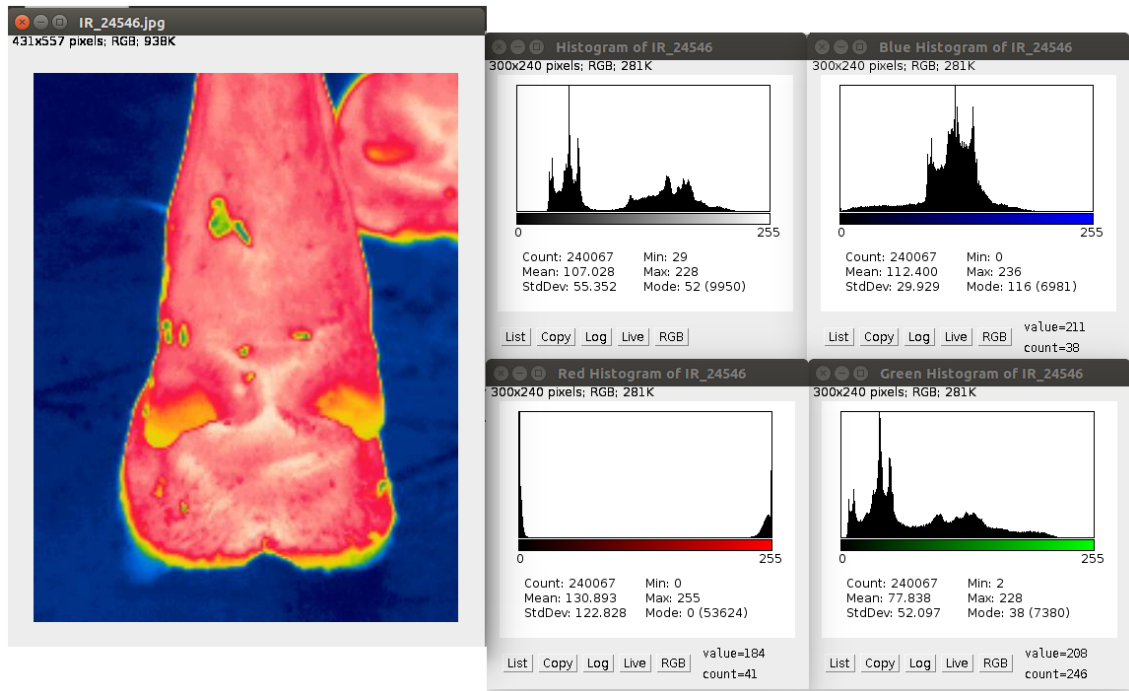 IR_24546.jpg
431x557 pixels; RGB; 938K
Histogram of IR_24546
300x240 pixels; RGB; 281K
0 255
Count: 240067 Min: 29
Mean: 107.028 Max: 228
StdDev: 55.352 Mode: 52 (9950)
List Copy Log Live RGB
Blue Histogram of IR_24546
300x240 pixels; RGB; 281K
0 255
Count: 240067 Min: 0
Mean: 112.400 Max: 236
StdDev: 29.929 Mode: 116 (6981)
List Copy Log Live RGB value=211
count=38
Red Histogram of IR_24546
300x240 pixels; RGB; 281K
0 255
Count: 240067 Min: 0
Mean: 130.893 Max: 255
StdDev: 122.828 Mode: 0 (53624)
List Copy Log Live RGB value=184
count=41
Green Histogram of IR_24546
300x240 pixels; RGB; 281K
0 255
Count: 240067 Min: 2
Mean: 77.838 Max: 228
StdDev: 52.097 Mode: 38 (7380)
List Copy Log Live RGB value=208
count=246